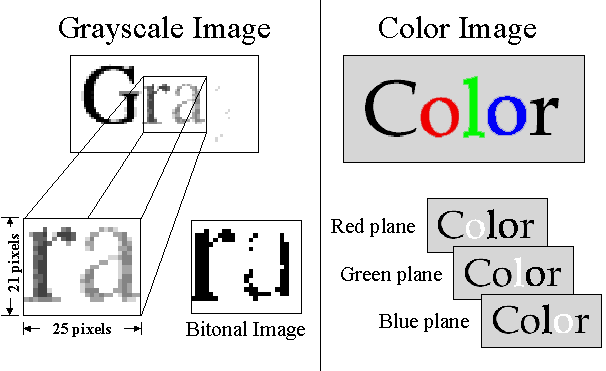 Grayscale Image
Gra
ra
21 pixels
25 pixels
Bitonal Image
Color Image
Color
Red plane
Color
Green plane
Color
Blue plane
Color